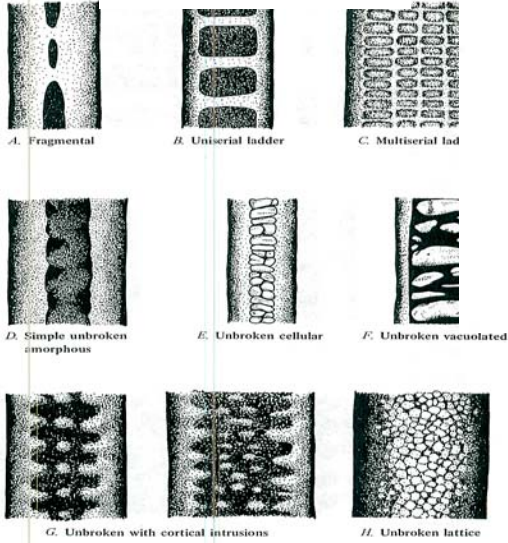 A. Fragmental
B. Uniserial ladder
C. Multiserial lad
D. Simple unbroken
amorphous
E. Unbroken cellular
F. Unbroken vacuolated
G. Unbroken with cortical intrusions
H. Unbroken lattice